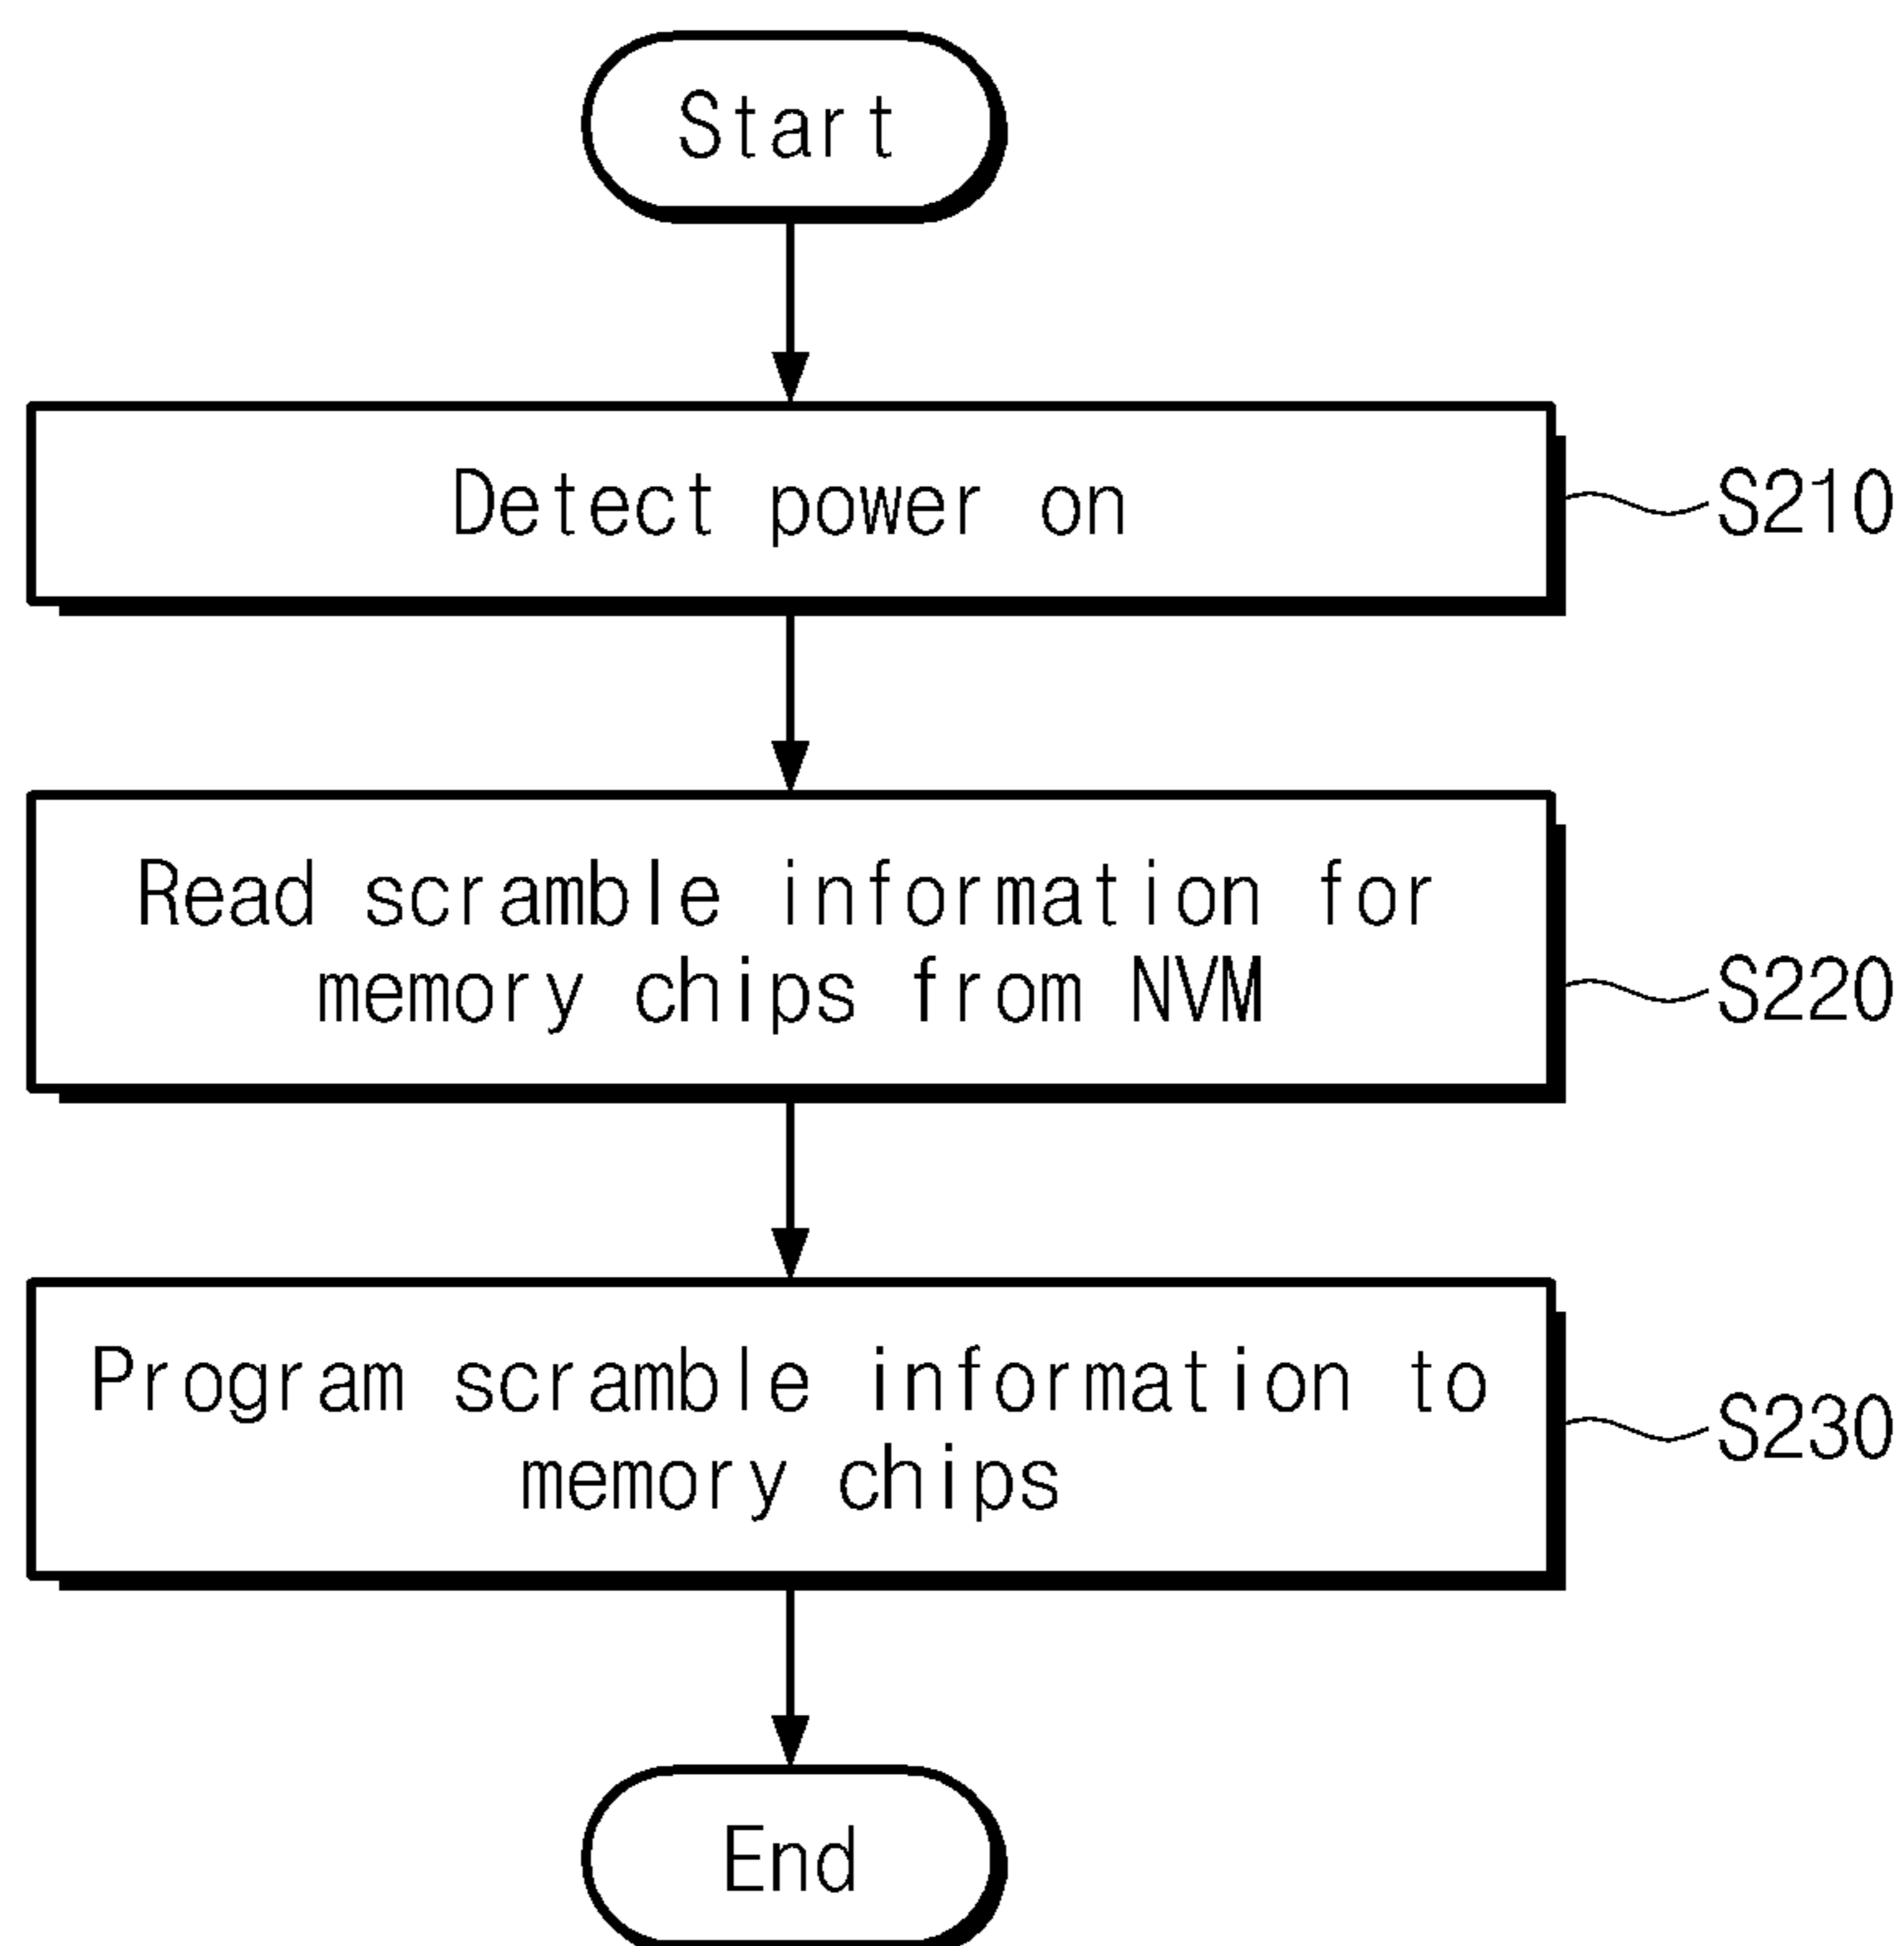 Start
Detect power on
S210
Read scramble information for
memory chips from NVM
S220
Program scramble information to
memory chips
S230
End